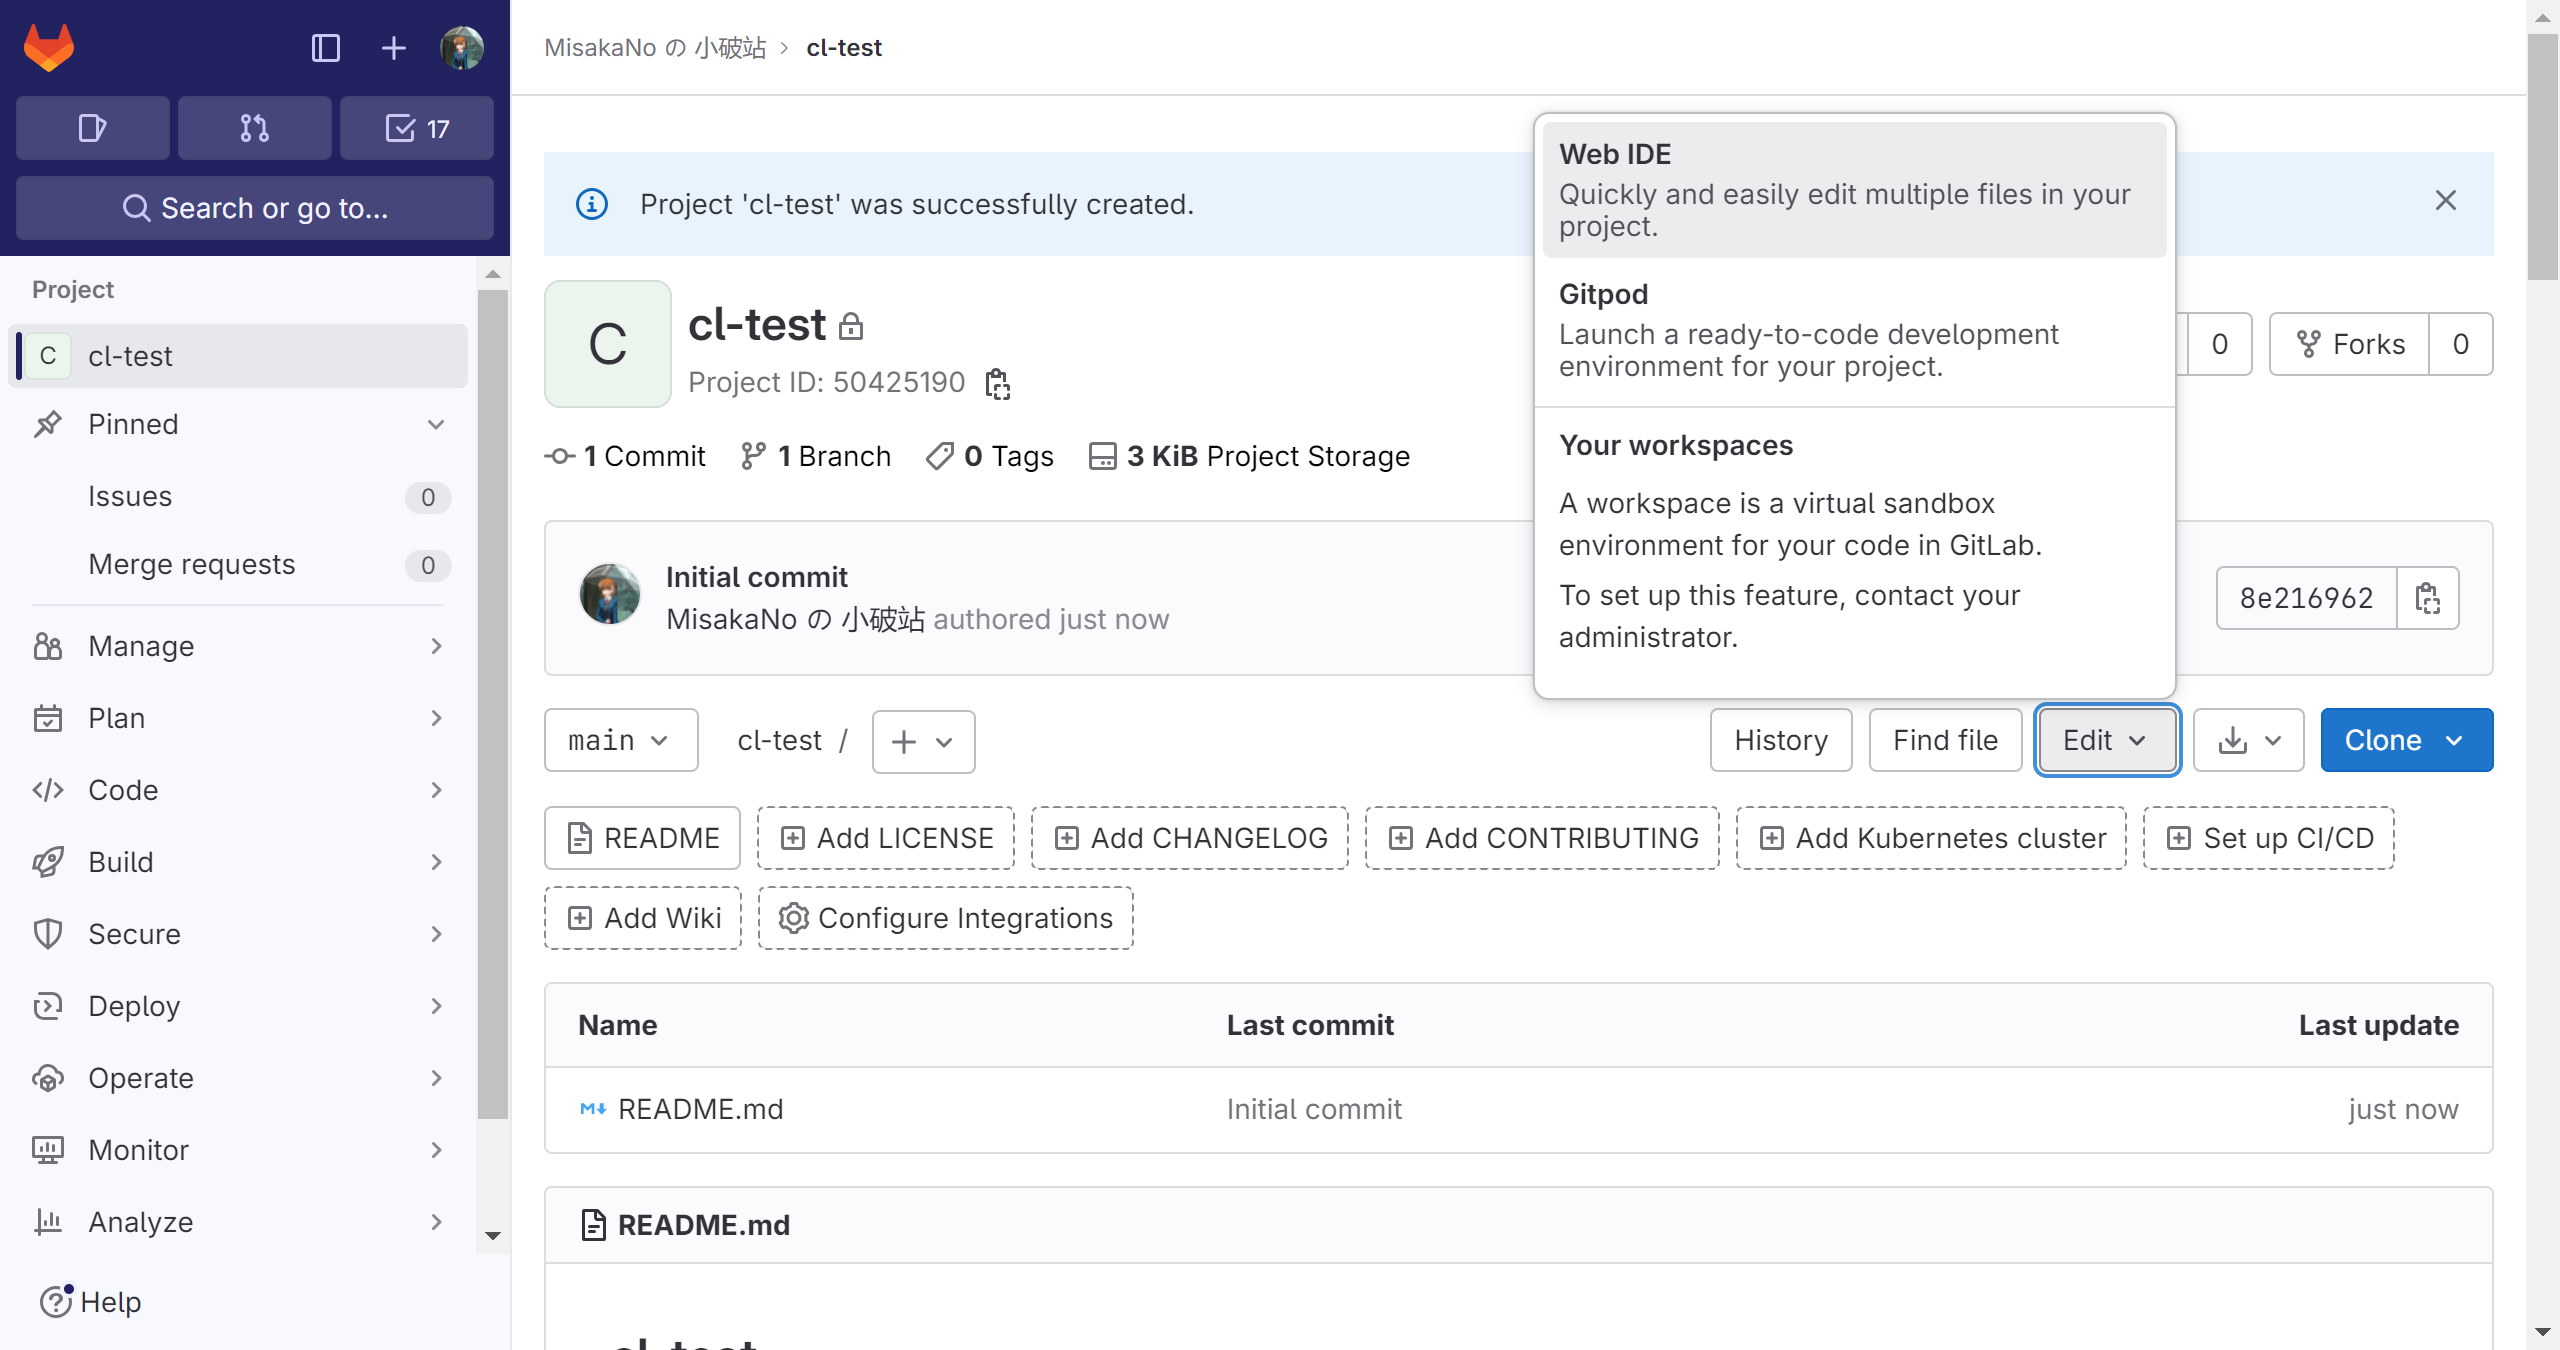 17
Search or go to...
Project
C cl-test
Pinned
Issues 0
Merge requests 0
Manage
Plan
Code
Build
Secure
Deploy
Operate
Monitor
Analyze
Help
MisakaNo の 小破站 › cl-test
Project 'cl-test' was successfully created.
C
cl-test
Project ID: 50425190
1 Commit 1 Branch 0 Tags 3 KiB Project Storage
0 Forks 0
Initial commit
MisakaNo の 小破站 authored just now
8e216962
Web IDE
Quickly and easily edit multiple files in your
project.
Gitpod
Launch a ready-to-code development
environment for your project.
Your workspaces
A workspace is a virtual sandbox
environment for your code in GitLab.
To set up this feature, contact your
administrator.
main cl-test / History Find file Edit Clone
README Add LICENSE Add CHANGELOG Add CONTRIBUTING Add Kubernetes cluster Set up CI/CD
Add Wiki Configure Integrations
Name Last commit Last update
README.md Initial commit just now
README.md
cl-test